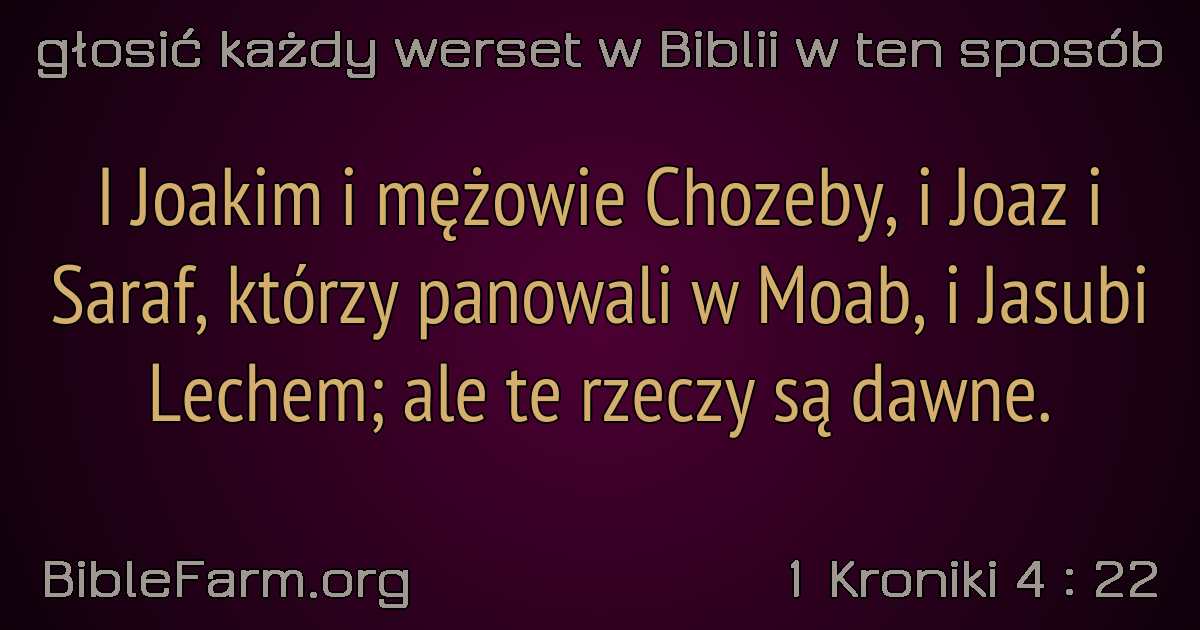 głosić każdy werset w Biblii w ten sposób
I Joakim i mężowie Chozeby, i Joaz i
Saraf, którzy panowali w Moab, i Jasubi
Lechem; ale te rzeczy są dawne.
BibleFarm.org
1 Kroniki 4 : 22